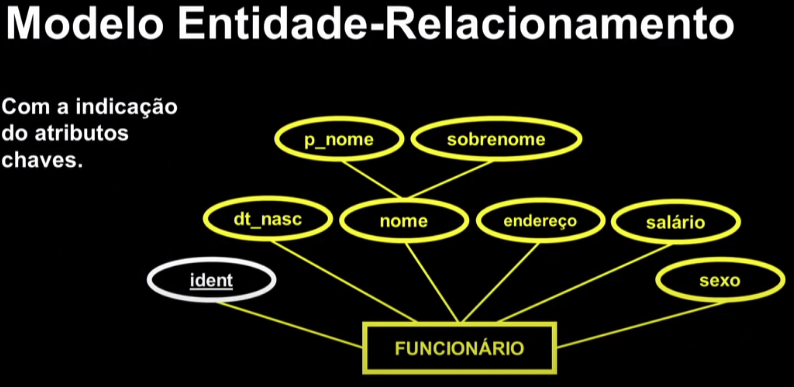 Modelo Entidade-Relacionamento
Com a indicação
do atributos
chaves.
p_nome
sobrenome
dt_nasc
nome
endereço
salário
ident
sexo
FUNCIONÁRIO